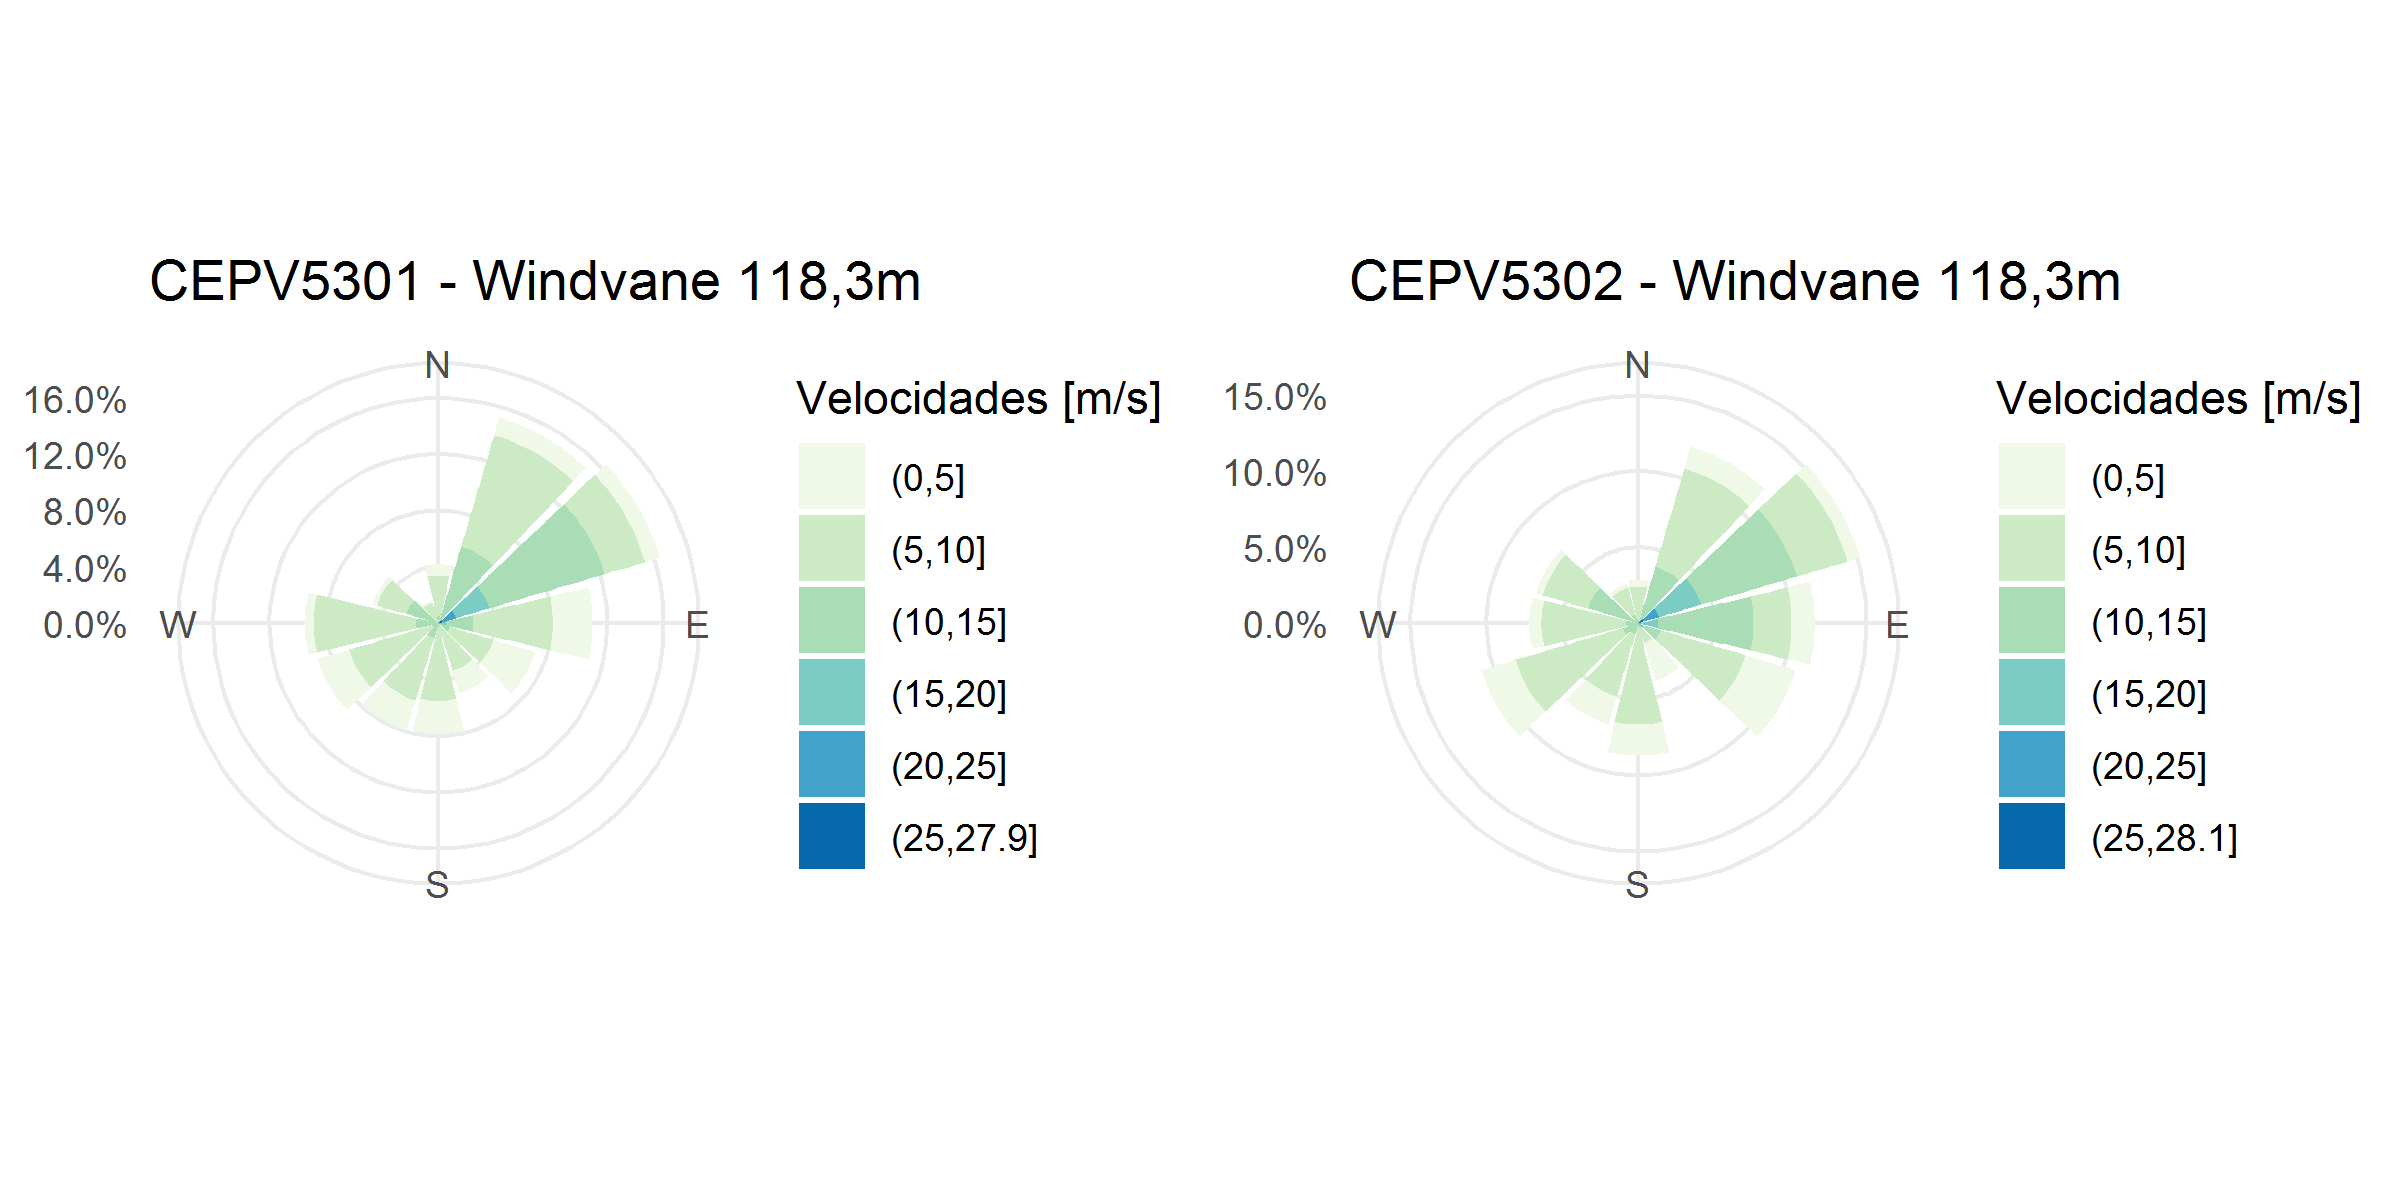 CEPV5301 - Windvane 118,3m
N
16.0%
12.0%
8.0%
4.0%
0.0%
W
E
S
Velocidades [m/s]
(0,5]
(5,10]
(10,15]
(15,20]
(20,25]
(25,27.9]
CEPV5302 - Windvane 118,3m
N
15.0%
10.0%
5.0%
0.0%
W
E
S
Velocidades [m/s]
(0,5]
(5,10]
(10,15]
(15,20]
(20,25]
(25,28.1]